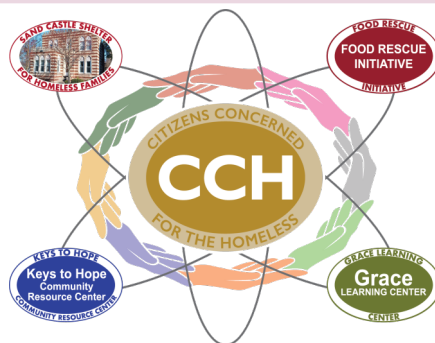 SAND CASTLE SHELTER
FOR HOMELESS FAMILIES
FOOD RESCUE
FOOD RESCUE
INITIATIVE
INITIATIVE
CITIZENS CONCERNED
CCH
FOR THE HOMELESS
KEYS TO HOPE
Keys to Hope
Community
Resource Center
COMMUNITY RESOURCE CENTER
GRACE LEARNING
Grace
LEARNING CENTER
CENTER